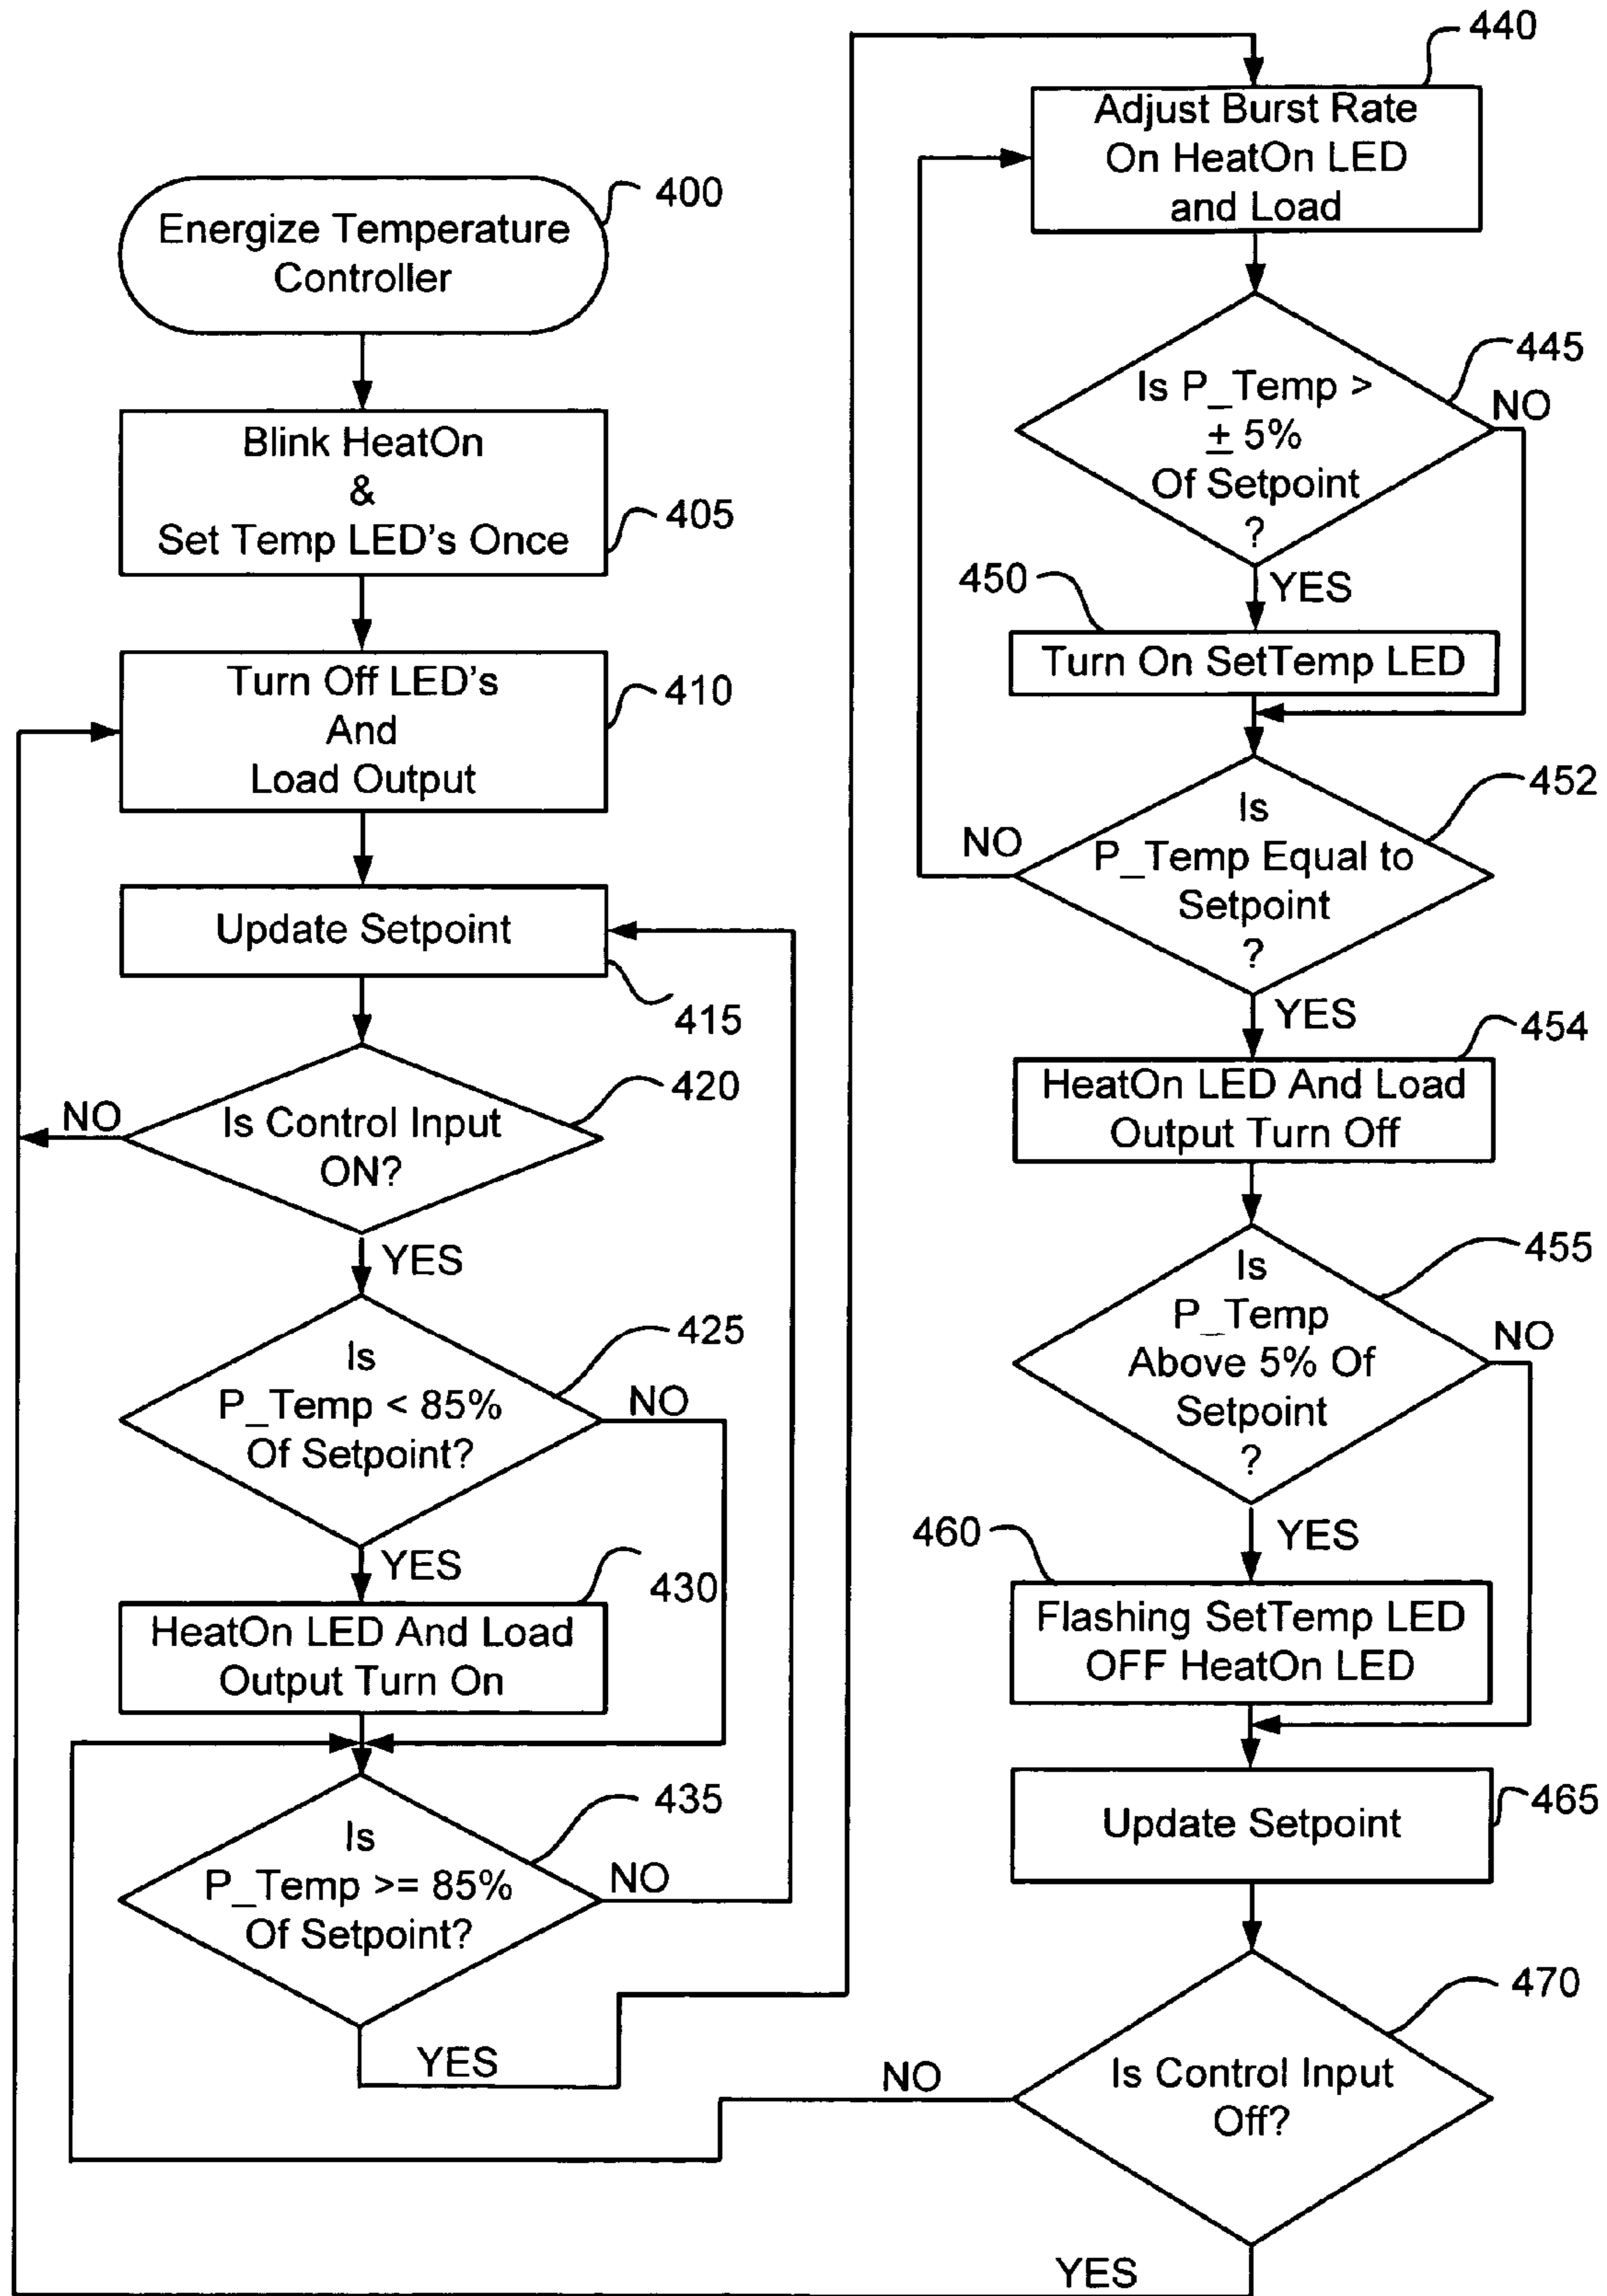 Energize Temperature
Controller
400
Blink HeatOn
&
Set Temp LED's Once
405
Turn Off LED's
And
Load Output
410
Update Setpoint
415
Is Control Input
ON?
420
NO
YES
Is
P_Temp < 85%
Of Setpoint?
425
NO
YES
HeatOn LED And Load
Output Turn On
430
Is
P_Temp >= 85%
Of Setpoint?
435
NO
YES
Adjust Burst Rate
On HeatOn LED
and Load
440
Is P_Temp >
± 5%
Of Setpoint
?
445
NO
YES
450
Turn On SetTemp LED
Is
P_Temp Equal to
Setpoint
?
452
NO
YES
HeatOn LED And Load
Output Turn Off
454
Is
P_Temp
Above 5% Of
Setpoint
?
455
NO
YES
460
Flashing SetTemp LED
OFF HeatOn LED
Update Setpoint
465
Is Control Input
Off?
470
NO
YES